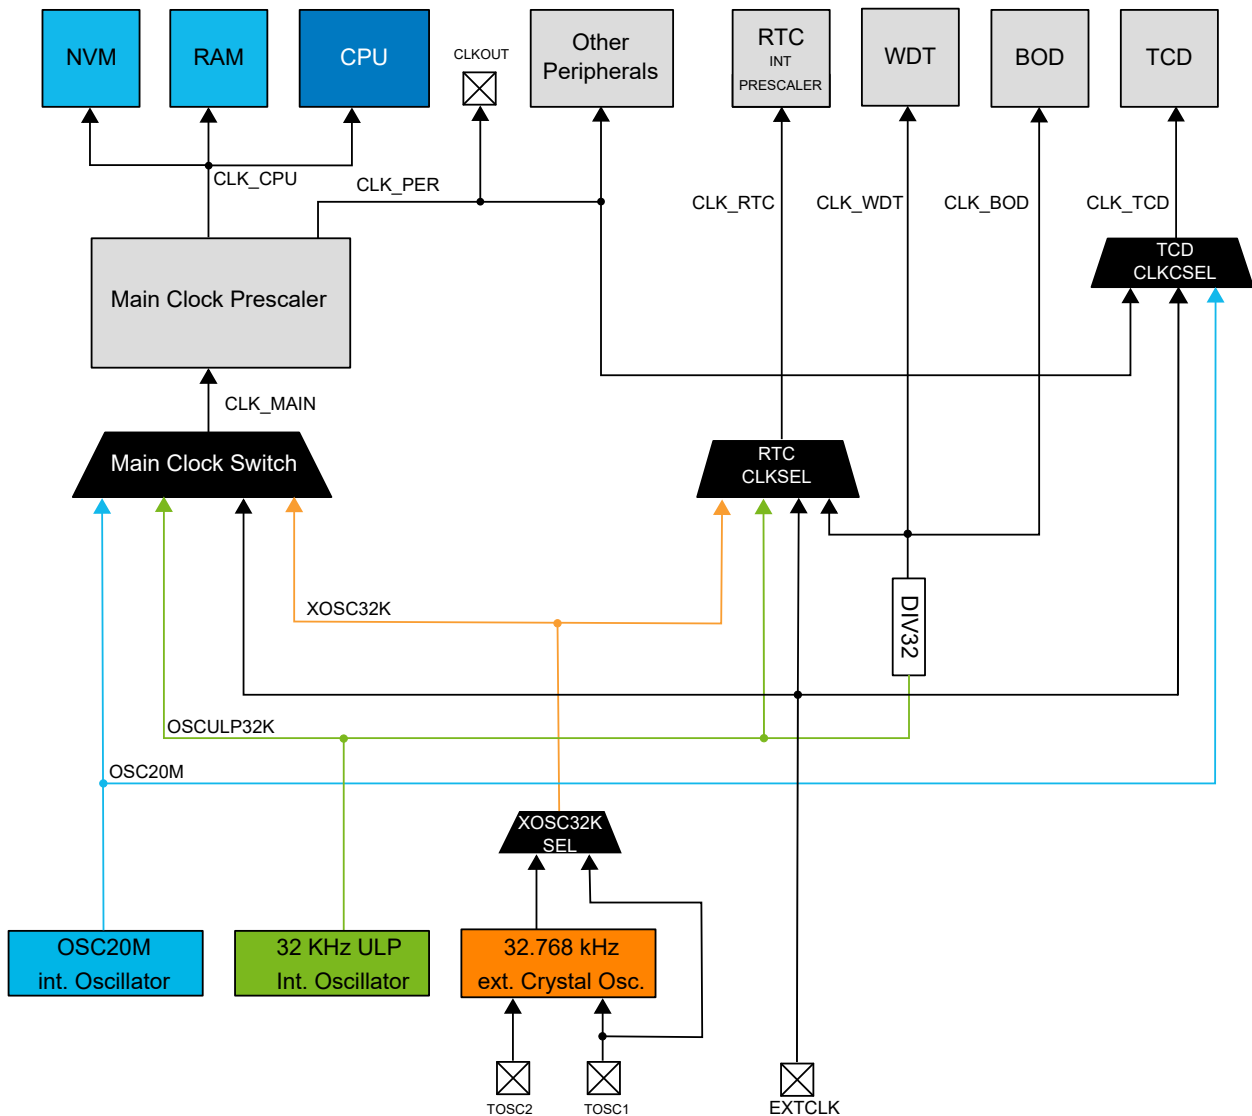 NVM
RAM
CPU
CLKOUT
Other
Peripherals
RTC
INT
PRESCALER
WDT
BOD
TCD
CLK_CPU
CLK_PER
CLK_RTC
CLK_WDT
CLK_BOD
CLK_TCD
TCD
CLKCSEL
Main Clock Prescaler
CLK_MAIN
Main Clock Switch
RTC
CLKSEL
XOSC32K
DIV32
OSCULP32K
OSC20M
XOSC32K
SEL
OSC20M
int. Oscillator
32 KHz ULP
Int. Oscillator
32.768 kHz
ext. Crystal Osc.
TOSC2
TOSC1
EXTCLK